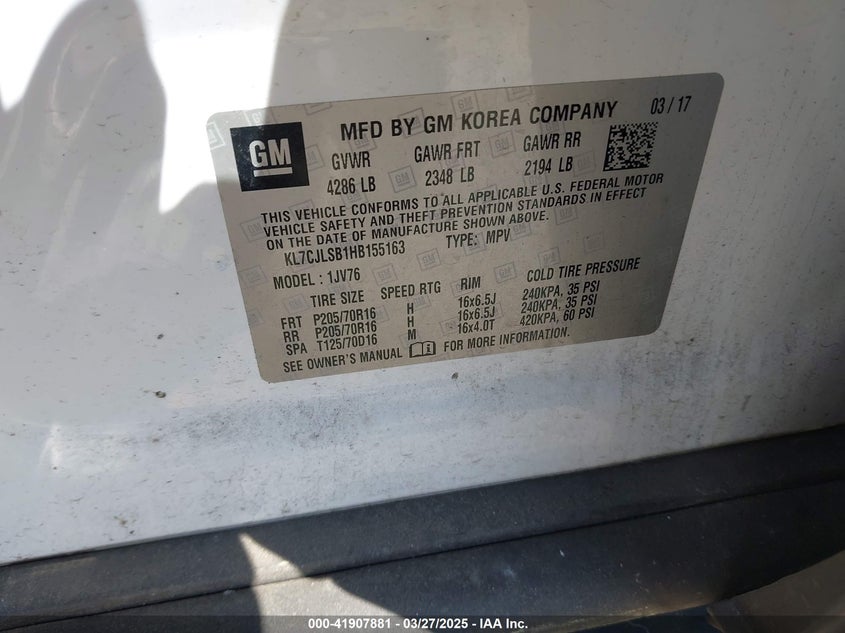 GM
MFD BY GM KOREA COMPANY 03/17
GVWR GAWR FRT GAWR RR
4286 LB 2348 LB 2194 LB
THIS VEHICLE CONFORMS TO ALL APPLICABLE U.S. FEDERAL MOTOR
VEHICLE SAFETY AND THEFT PREVENTION STANDARDS IN EFFECT
ON THE DATE OF MANUFACTURE SHOWN ABOVE.
KL7CJLSB1HB155163 TYPE: MPV
MODEL : 1JV76
TIRE SIZE SPEED RTG RIM COLD TIRE PRESSURE
FRT P205/70R16 H 16x6.5J 240KPA, 35 PSI
RR P205/70R16 H 16x6.5J 240KPA, 35 PSI
SPA T125/70D16 M 16x4.0T 420KPA, 60 PSI
SEE OWNER'S MANUAL FOR MORE INFORMATION.
000-41907881 - 03/27/2025 - IAA Inc.